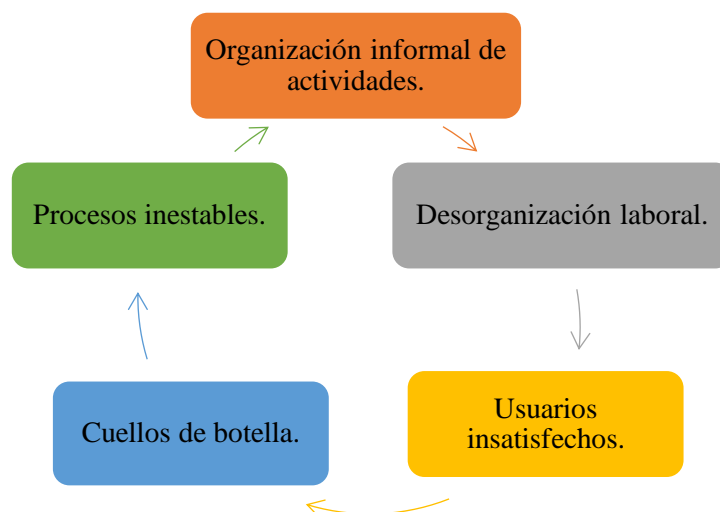 Organización informal de
actividades.
Procesos inestables.
Desorganización laboral.
Cuellos de botella.
Usuarios
insatisfechos.